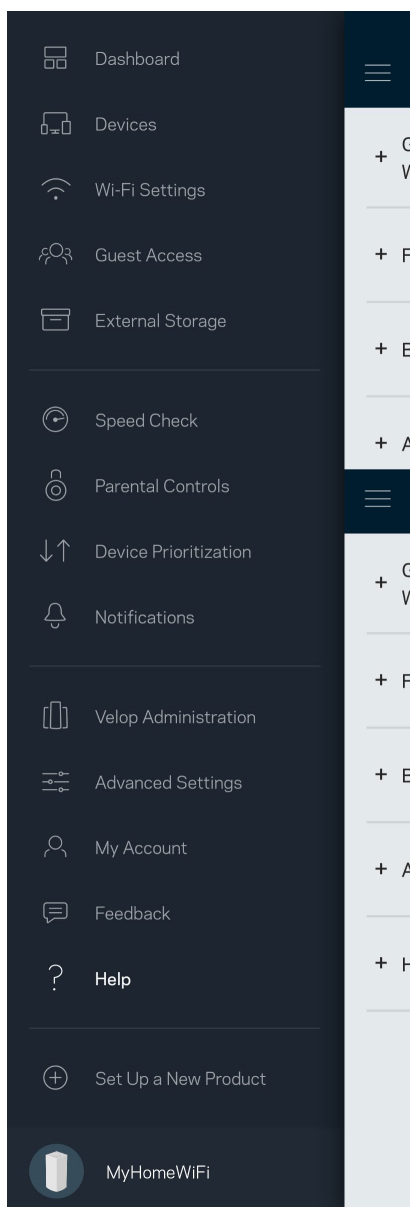 Dashboard
Devices
Wi-Fi Settings
Guest Access
External Storage
Speed Check
Parental Controls
Device Prioritization
Notifications
Velop Administration
Advanced Settings
My Account
Feedback
Help
Set Up a New Product
MyHomeWiFi